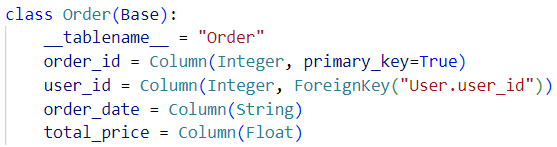 class Order(Base):
    __tablename__ = "Order"
    order_id = Column(Integer, primary_key=True)
    user_id = Column(Integer, ForeignKey("User.user_id"))
    order_date = Column(String)
    total_price = Column(Float)